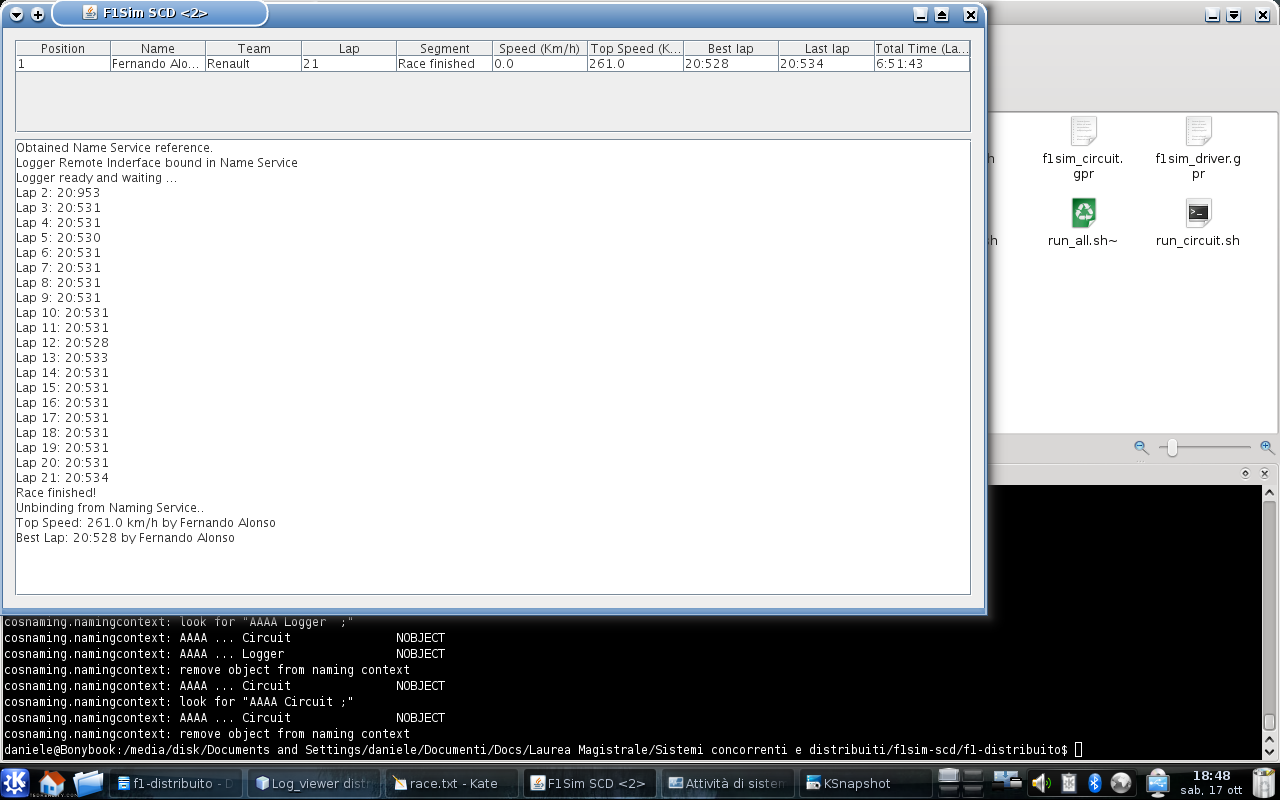 F1Sim SCD <2>
Position Name Team Lap Segment Speed (Km/h) Top Speed (K... Best lap Last lap Total Time (La...
1 Fernando Alo... Renault 21 Race finished 0.0 261.0 20:528 20:534 6:51:43
Obtained Name Service reference.
Logger Remote Inderface bound in Name Service
Logger ready and waiting ...
Lap 2: 20:953
Lap 3: 20:531
Lap 4: 20:531
Lap 5: 20:530
Lap 6: 20:531
Lap 7: 20:531
Lap 8: 20:531
Lap 9: 20:531
Lap 10: 20:531
Lap 11: 20:531
Lap 12: 20:528
Lap 13: 20:533
Lap 14: 20:531
Lap 15: 20:531
Lap 16: 20:531
Lap 17: 20:531
Lap 18: 20:531
Lap 19: 20:531
Lap 20: 20:531
Lap 21: 20:534
Race finished!
Unbinding from Naming Service..
Top Speed: 261.0 km/h by Fernando Alonso
Best Lap: 20:528 by Fernando Alonso
h
f1sim_circuit.
gpr
f1sim_driver.g
pr
sh
run_all.sh~
run_circuit.sh
cosnaming.namingcontext: look for "AAAA Logger  ;"
cosnaming.namingcontext: AAAA ... Circuit NOBJECT
cosnaming.namingcontext: AAAA ... Logger NOBJECT
cosnaming.namingcontext: remove object from naming context
cosnaming.namingcontext: AAAA ... Circuit NOBJECT
cosnaming.namingcontext: look for "AAAA Circuit ;"
cosnaming.namingcontext: AAAA ... Circuit NOBJECT
cosnaming.namingcontext: remove object from naming context
daniele@Bonybook:/media/disk/Documents and Settings/daniele/Documenti/Docs/Laurea Magistrale/Sistemi concorrenti e distribuiti/f1sim-scd/f1-distribuito$
f1-distribuito - D
Log_viewer distr
race.txt - Kate
F1Sim SCD <2>
Attività di sistem
KSnapshot
18:48
sab, 17 ott